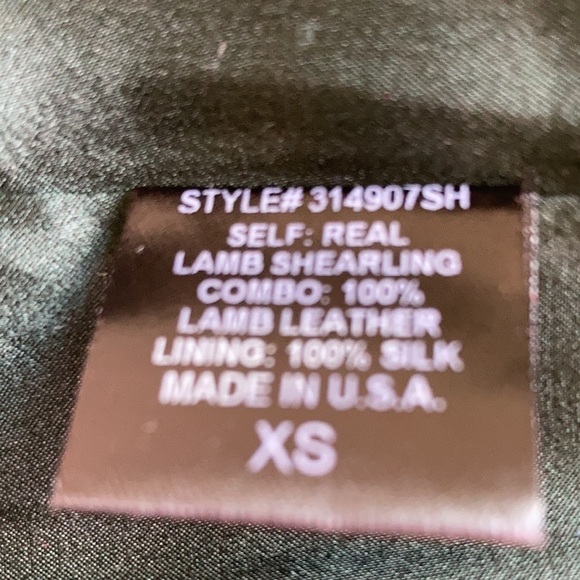 STYLE# 314907SH
SELF: REAL
LAMB SHEARLING
COMBO: 100%
LAMB LEATHER
LINING: 100% SILK
MADE IN U.S.A.
XS